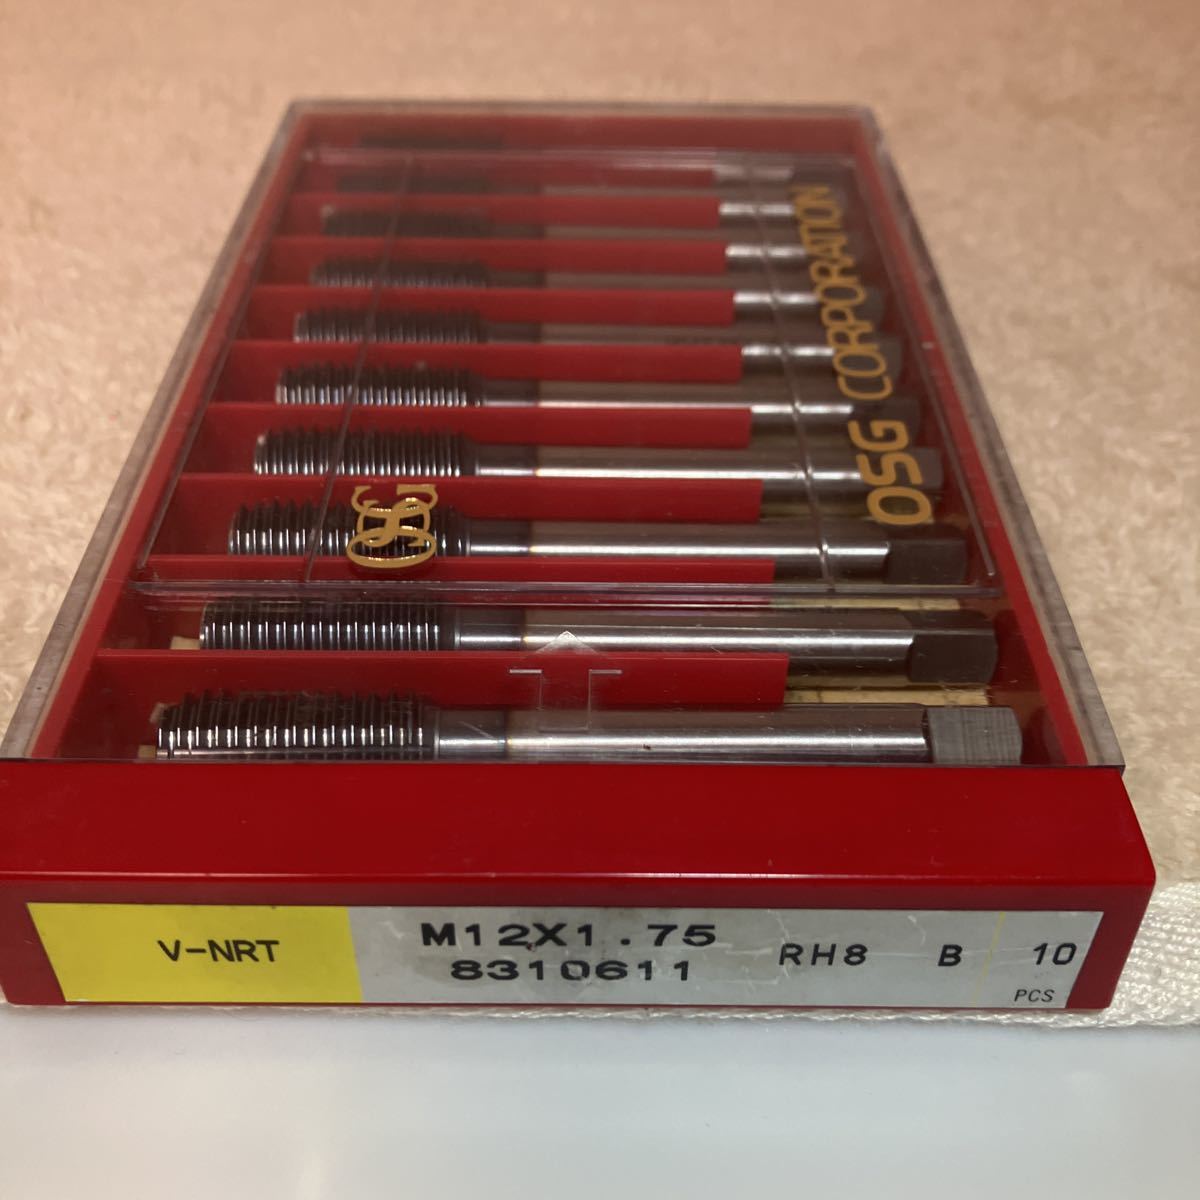 OSG CORPORATION
OSG
V-NRT
M12X1.75
8310611
RH8 B 10
PCS